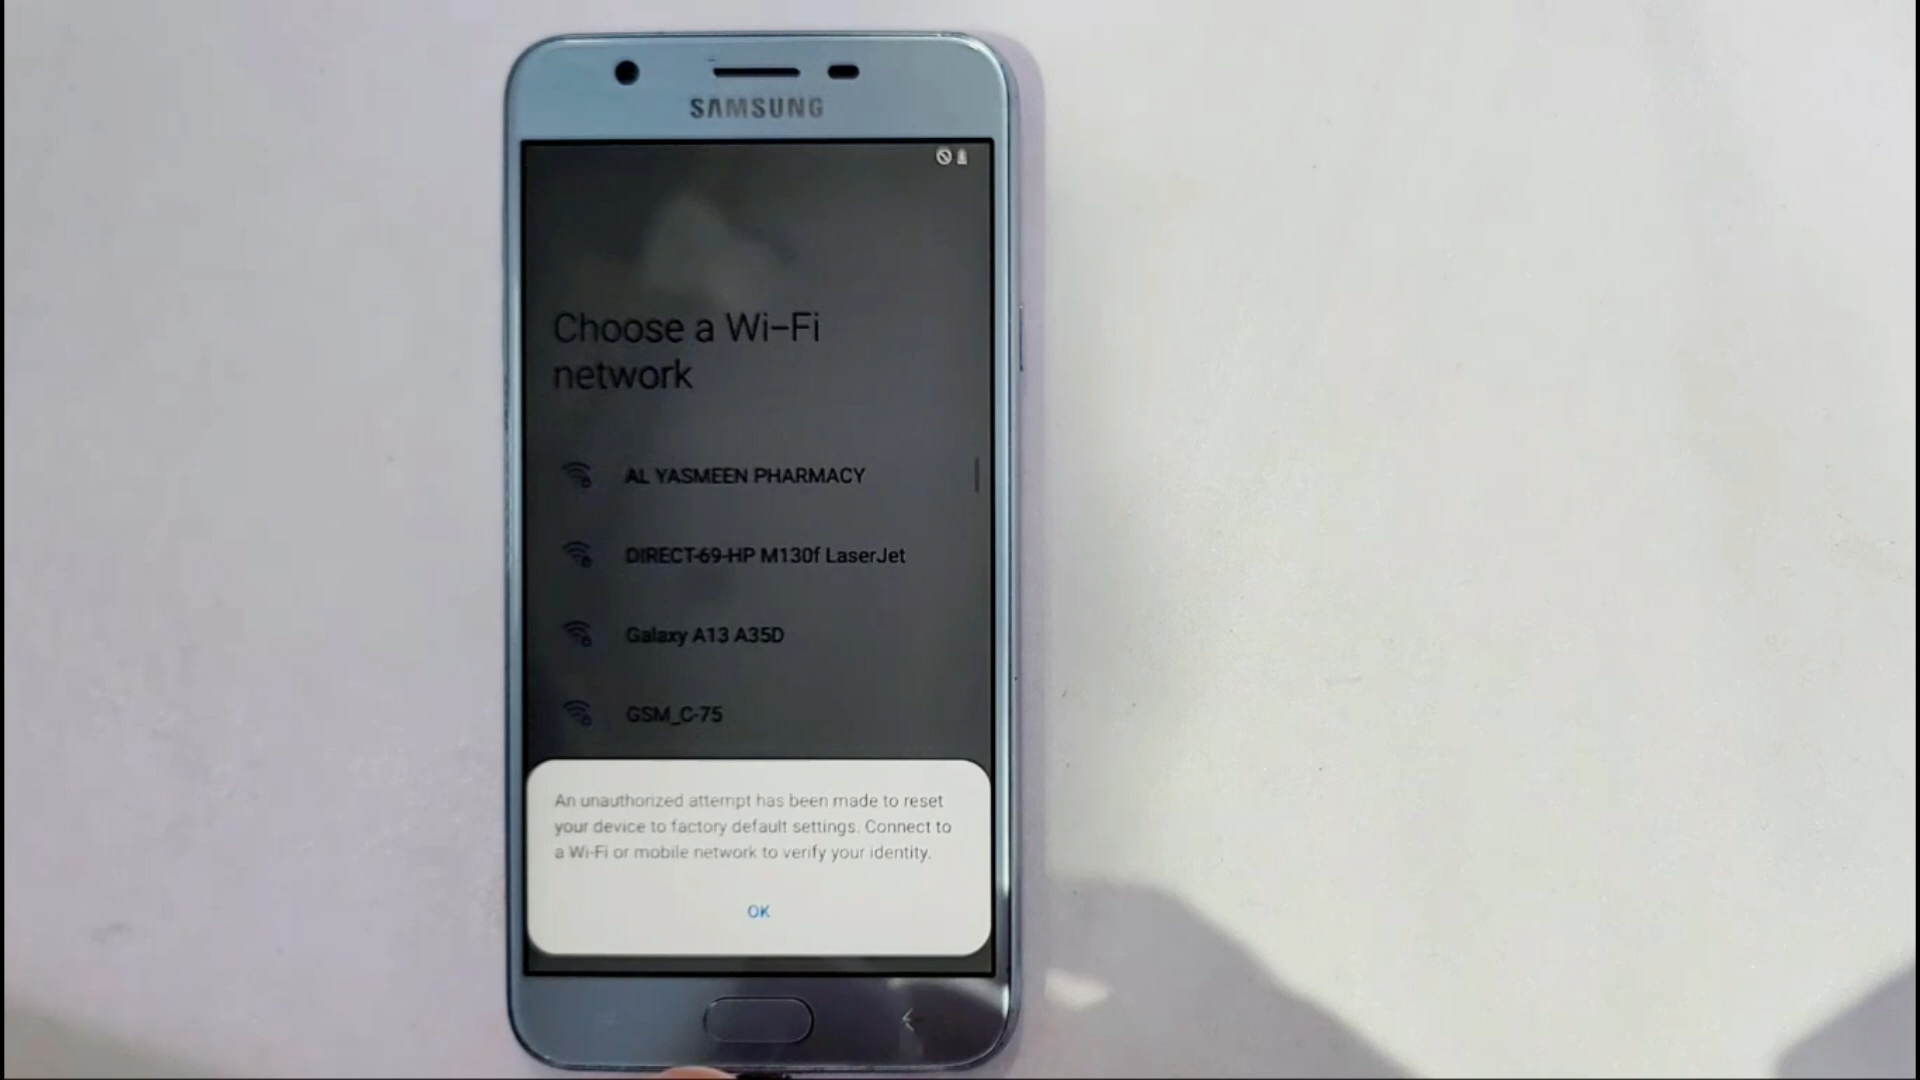 SAMSUNG
Choose a Wi-Fi
network
AL YASMEEN PHARMACY
DIRECT-69-HP M130f LaserJet
Galaxy A13 A35D
GSM_C-75
An unauthorized attempt has been made to reset
your device to factory default settings. Connect to
a Wi-Fi or mobile network to verify your identity.
OK